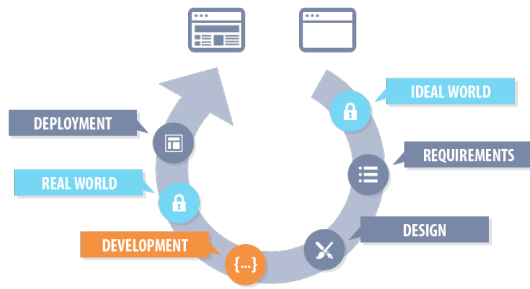 IDEAL WORLD
REQUIREMENTS
DESIGN
{...}
DEVELOPMENT
REAL WORLD
DEPLOYMENT